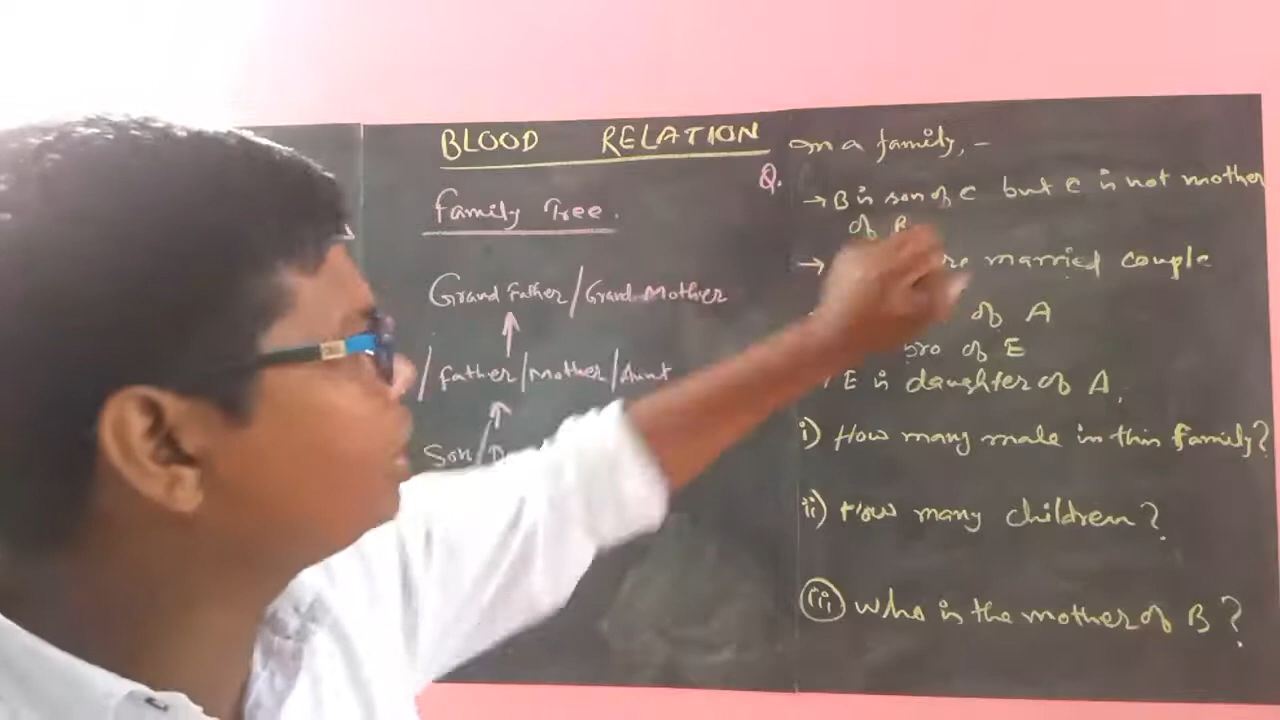 BLOOD RELATION
Family Tree.
Grand Father/Grand Mother
/Father/Mother/Aunt
Son/
Q.
In a family, -
→ B is son of C but C is not mother
of B
→ married couple
of A
bro of E
E is daughter of A.
i) How many male in this family?
ii) How many children?
iii) Who is the mother of B?